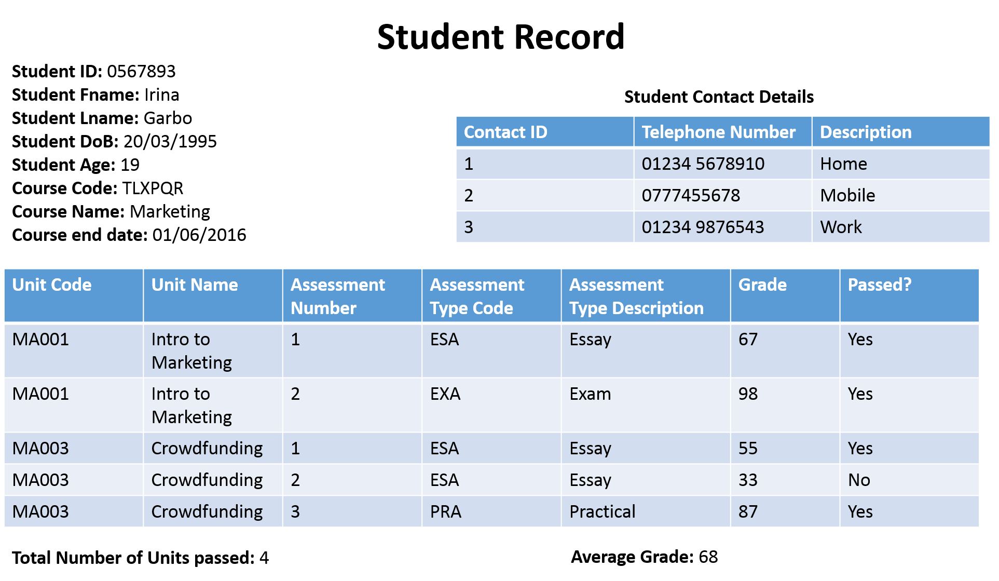 Student Record
Student ID: 0567893
Student Fname: Irina
Student Lname: Garbo
Student DoB: 20/03/1995
Student Age: 19
Course Code: TLXPQR
Course Name: Marketing
Course end date: 01/06/2016
Student Contact Details
Contact ID Telephone Number Description
1 01234 5678910 Home
2 0777455678 Mobile
3 01234 9876543 Work
Unit Code Unit Name Assessment Number Assessment Type Code Assessment Type Description Grade Passed?
MA001 Intro to Marketing 1 ESA Essay 67 Yes
MA001 Intro to Marketing 2 EXA Exam 98 Yes
MA003 Crowdfunding 1 ESA Essay 55 Yes
MA003 Crowdfunding 2 ESA Essay 33 No
MA003 Crowdfunding 3 PRA Practical 87 Yes
Total Number of Units passed: 4
Average Grade: 68